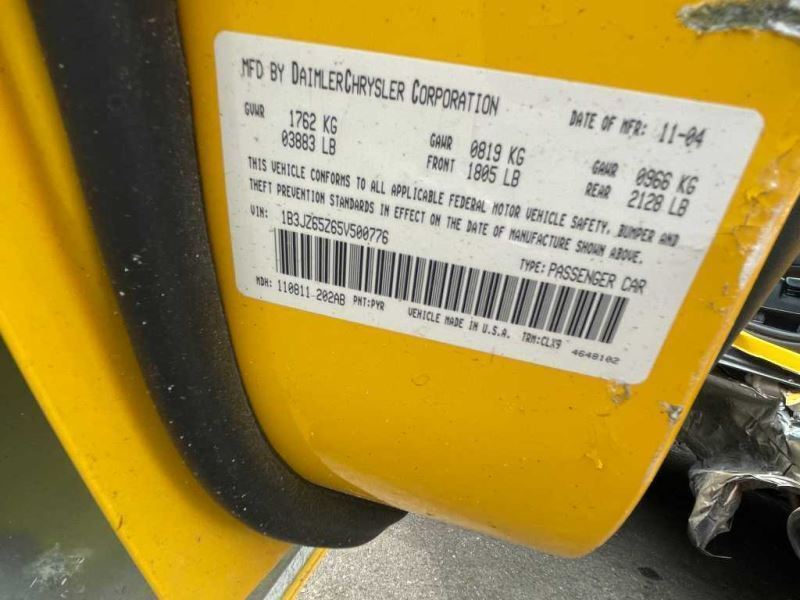 MFD BY DAIMLERCHRYSLER CORPORATION DATE OF MFR: 11-04
GVWR 1762 KG 03883 LB GAWR FRONT 0819 KG 1805 LB GAWR REAR 0966 KG 2128 LB
THIS VEHICLE CONFORMS TO ALL APPLICABLE FEDERAL MOTOR VEHICLE SAFETY, BUMPER AND
THEFT PREVENTION STANDARDS IN EFFECT ON THE DATE OF MANUFACTURE SHOWN ABOVE.
VIN: 1B3JZ65Z65V500776 TYPE: PASSENGER CAR
MDH: 110811 202AB PNT:PYR VEHICLE MADE IN U.S.A. TRM:CLX9 4648102